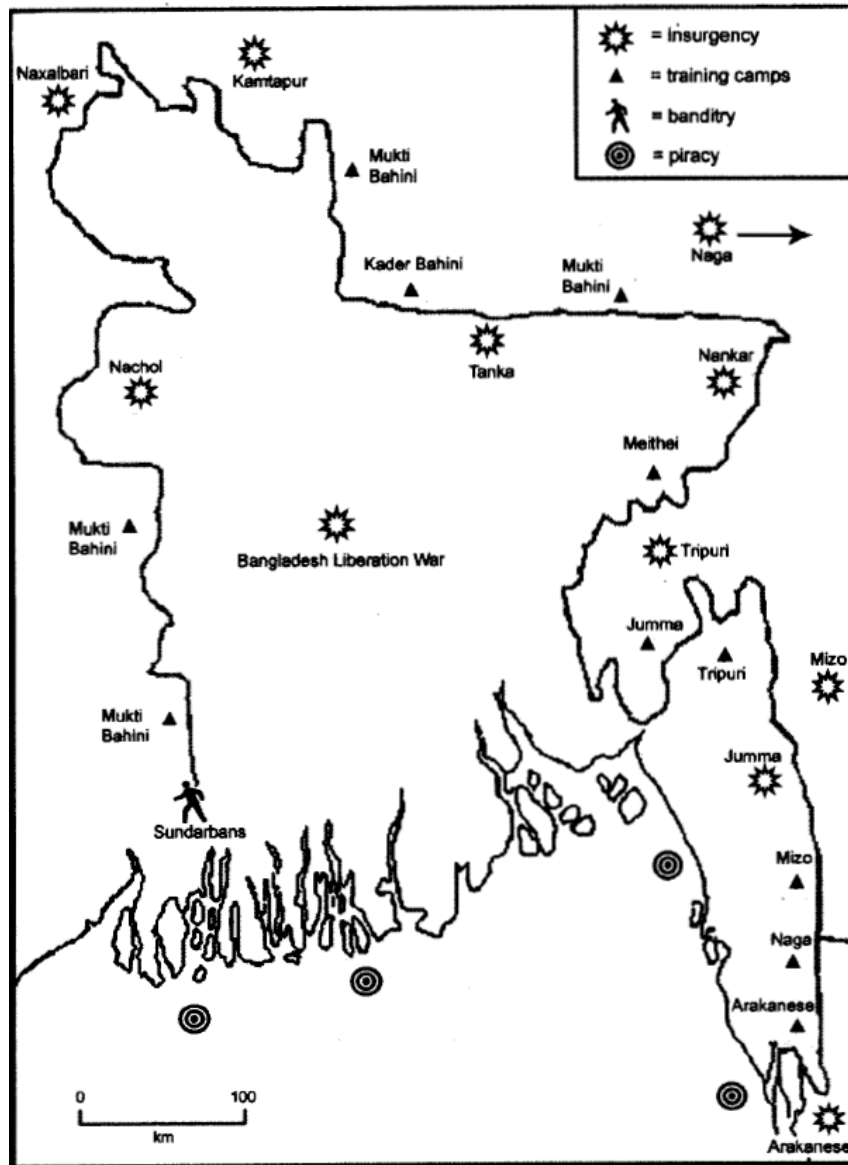 = insurgency
= training camps
= banditry
= piracy
Naxalbari
Kamtapur
Mukti
Bahini
Naga
Kader Bahini
Mukti
Bahini
Nachol
Tanka
Nankar
Meithei
Mukti
Bahini
Bangladesh Liberation War
Tripuri
Jumma
Tripuri
Mizo
Mukti
Bahini
Jumma
Sundarbans
Mizo
Naga
Arakanese
0 100
km
Arakanese